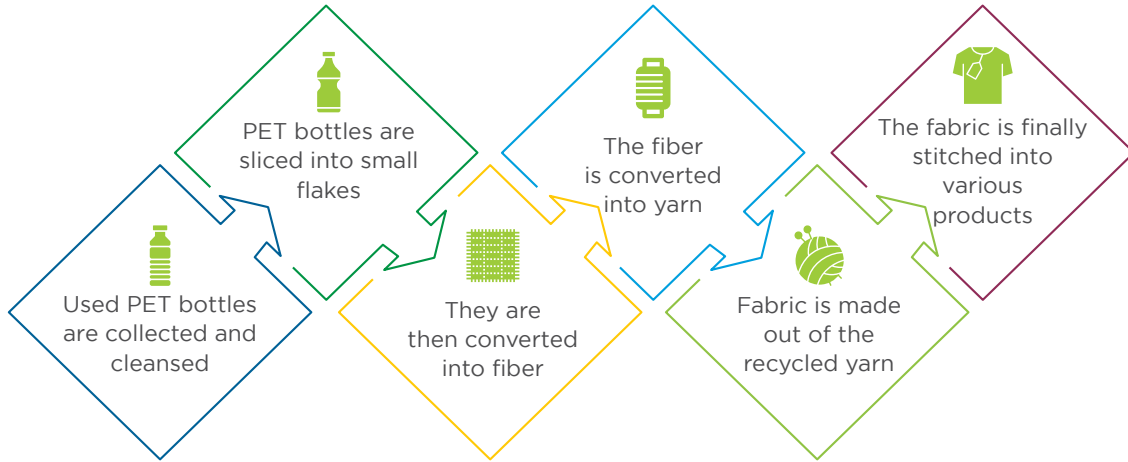 Used PET bottles
are collected and
cleansed
PET bottles are
sliced into small
flakes
They are
then converted
into fiber
The fiber
is converted
into yarn
Fabric is made
out of the
recycled yarn
The fabric is finally
stitched into
various
products